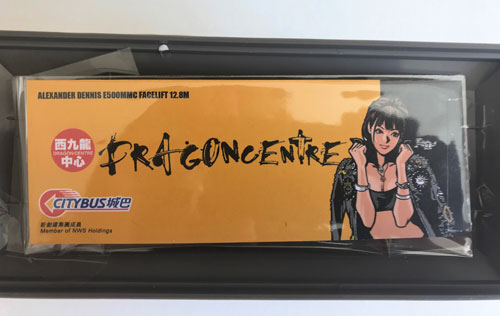 ALEXANDER DENNIS E500MMC FACELIFT 12.8M
西九龍
DRAGON CENTRE
中心
DRAGONCENTRE
CITYBUS城巴
新創建集團成員
Member of NWS Holdings